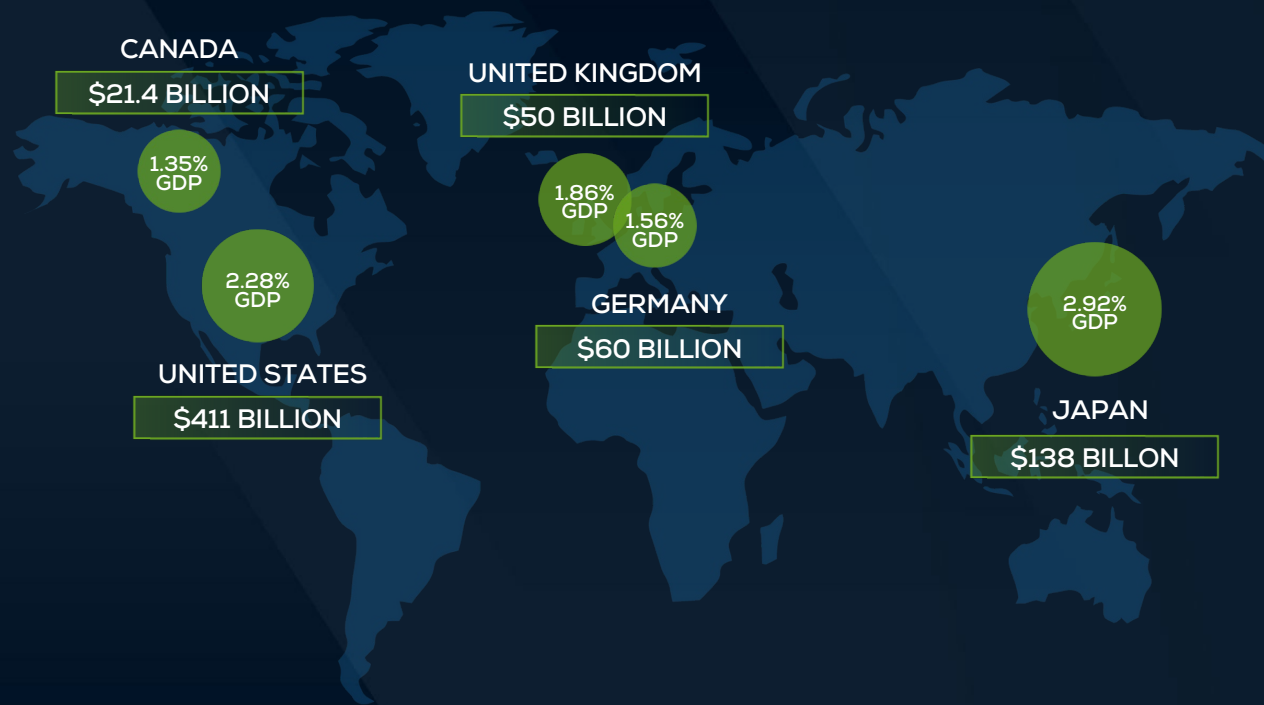 CANADA
$21.4 BILLION
1.35%
GDP
2.28%
GDP
UNITED STATES
$411 BILLION
UNITED KINGDOM
$50 BILLION
1.86%
GDP
1.56%
GDP
GERMANY
$60 BILLION
2.92%
GDP
JAPAN
$138 BILLON